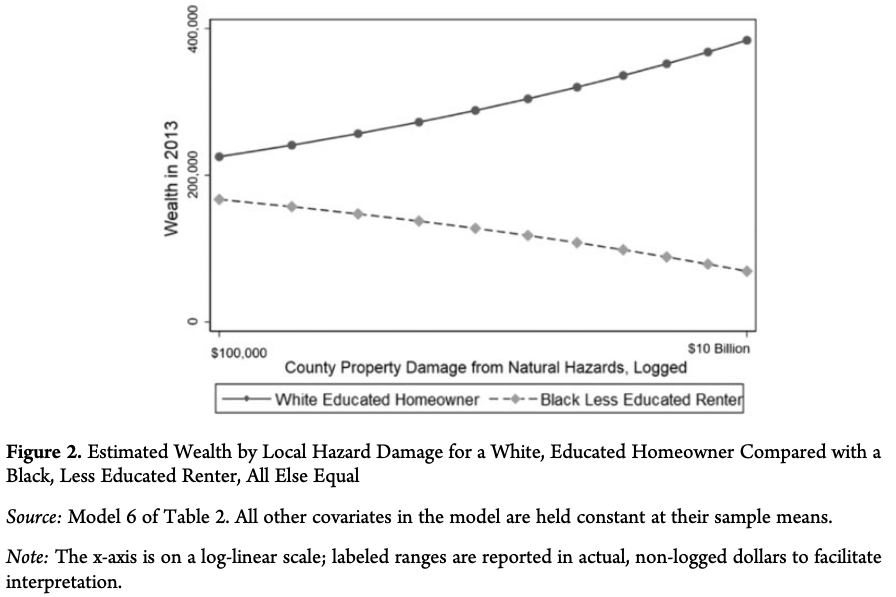 400,000
200,000
0
Wealth in 2013
$100,000
$10 Billion
County Property Damage from Natural Hazards, Logged
White Educated Homeowner
Black Less Educated Renter
Figure 2. Estimated Wealth by Local Hazard Damage for a White, Educated Homeowner Compared with a
Black, Less Educated Renter, All Else Equal
Source: Model 6 of Table 2. All other covariates in the model are held constant at their sample means.
Note: The x-axis is on a log-linear scale; labeled ranges are reported in actual, non-logged dollars to facilitate
interpretation.